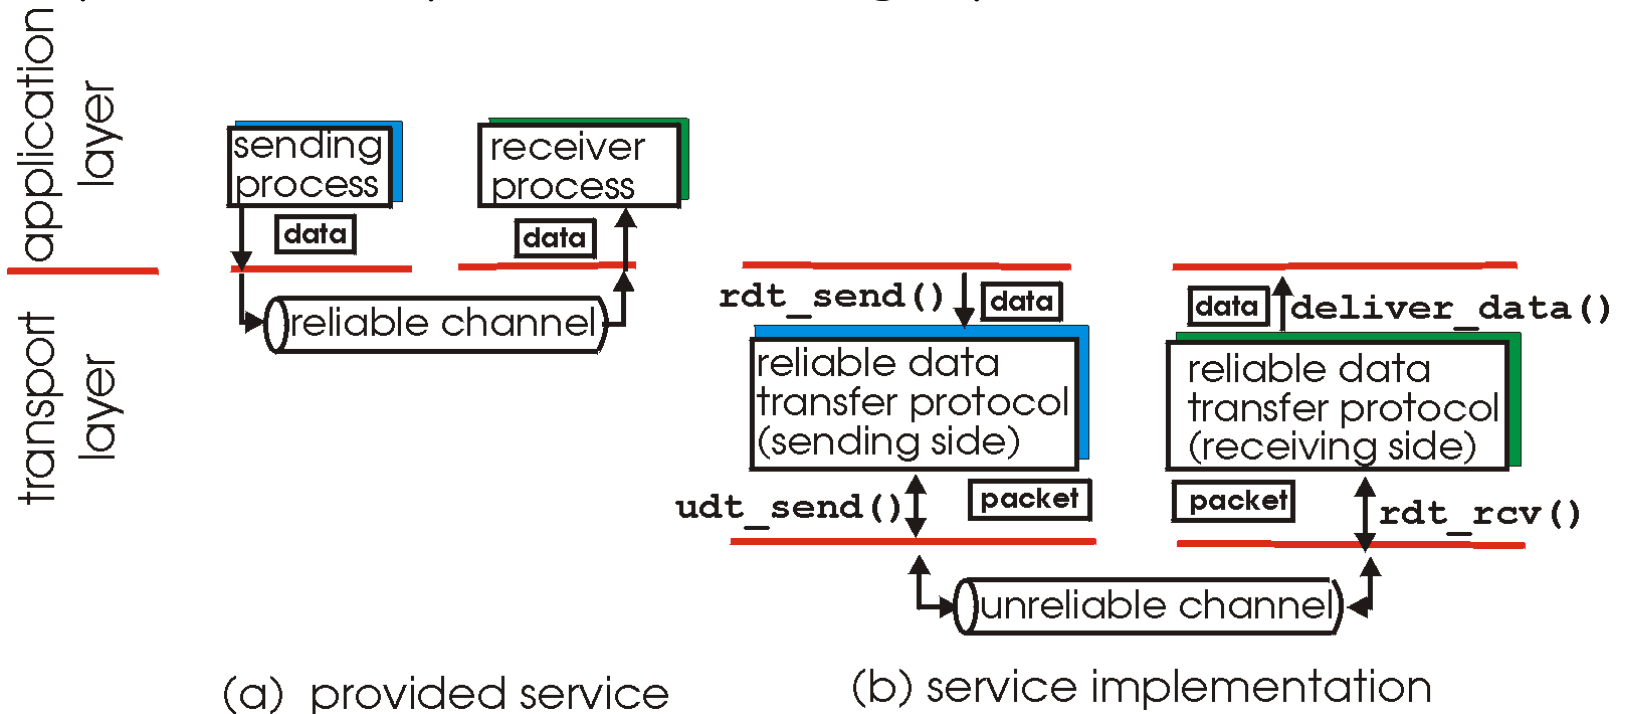 application
layer
transport
layer
sending
process
receiver
process
data
data
reliable channel
rdt_send()
data
data
deliver_data()
reliable data
transfer protocol
(sending side)
reliable data
transfer protocol
(receiving side)
udt_send()
packet
packet
rdt_rcv()
unreliable channel
(a) provided service
(b) service implementation